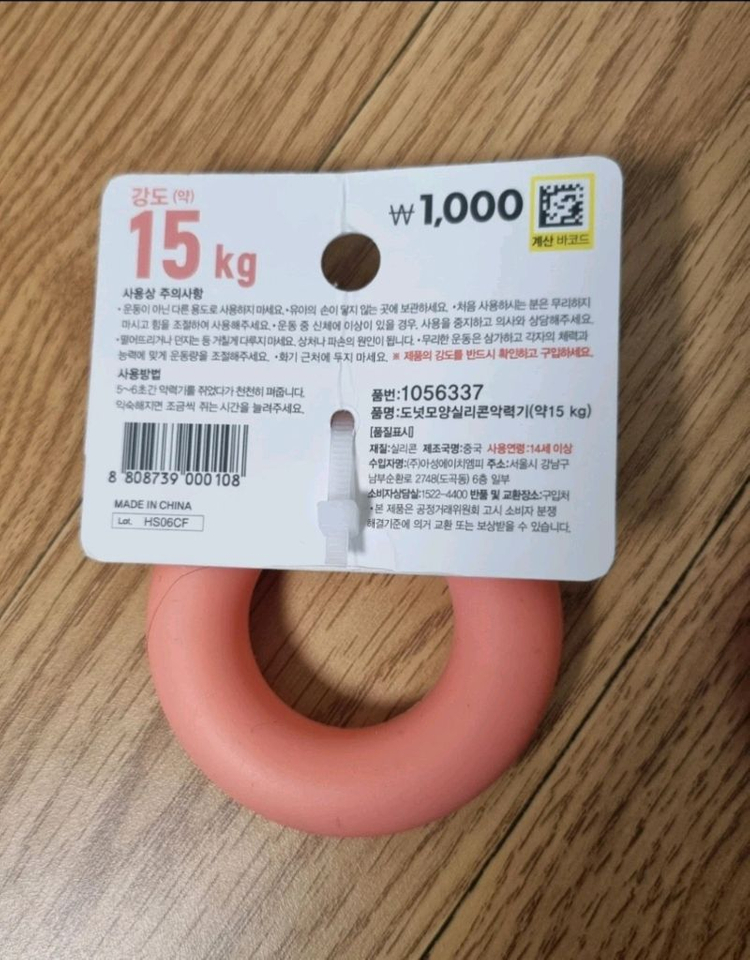 강도 (약)
15 kg
₩1,000
계산 바코드
사용상 주의사항
•운동이 아닌 다른 용도로 사용하지 마세요. •유아의 손이 닿지 않는 곳에 보관하세요. •처음 사용하시는 분은 무리하지
마시고 힘을 조절하여 사용해주세요. •운동 중 신체에 이상이 있을 경우, 사용을 중지하고 의사와 상담해주세요.
•떨어뜨리거나 던지는 등 거칠게 다루지 마세요. 상처나 파손의 원인이 됩니다. •무리한 운동은 삼가하고 각자의 체력과
능력에 맞게 운동량을 조절해주세요. •화기 근처에 두지 마세요. ※ 제품의 강도를 반드시 확인하고 구입하세요.
사용방법
5~6초간 악력기를 쥐었다가 천천히 펴줍니다.
익숙해지면 조금씩 쥐는 시간을 늘려주세요.
8 808739 000108
MADE IN CHINA
Lot. HS06CF
품번:1056337
품명:도넛모양실리콘악력기(약15 kg)
[품질표시]
재질:실리콘 제조국명:중국 사용연령:14세 이상
수입자명:(주)아성에이치엠피 주소:서울시 강남구
남부순환로 2748(도곡동) 6층 일부
소비자상담실:1522-4400 반품 및 교환장소:구입처
•본 제품은 공정거래위원회 고시 소비자 분쟁
해결기준에 의거 교환 또는 보상받을 수 있습니다.